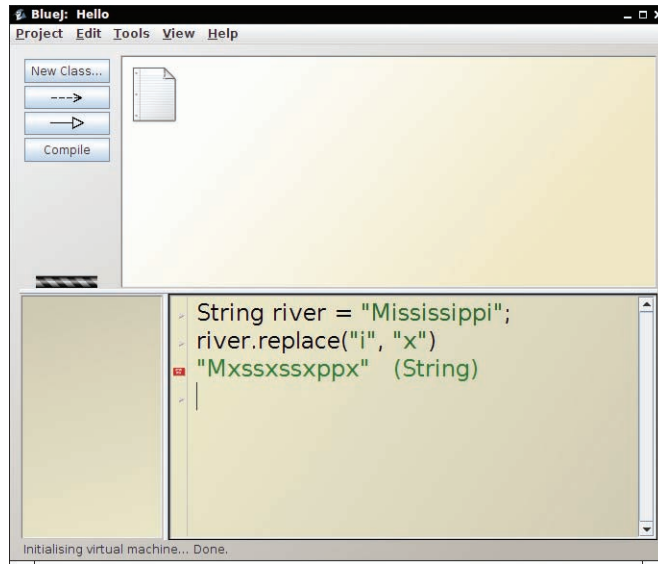 BlueJ: Hello
Project Edit Tools View Help
New Class...
Compile
String river = "Mississippi";
river.replace("i", "x")
"Mxssxssxppx" (String)
Initialising virtual machine... Done.